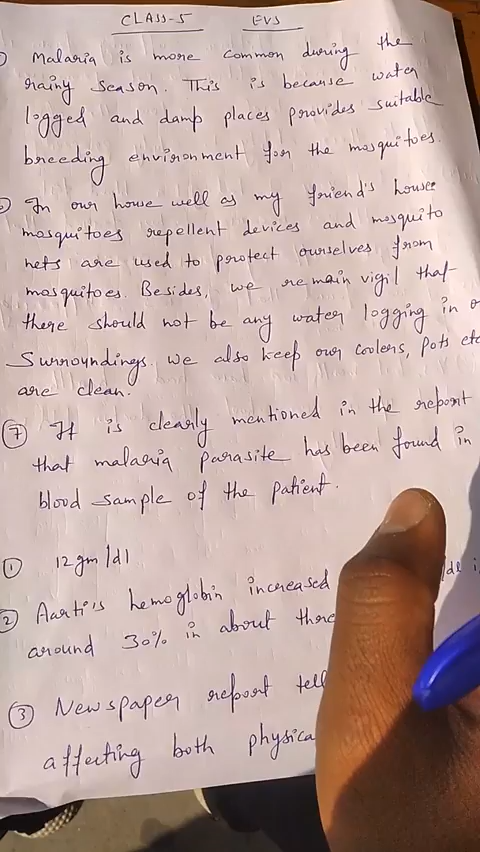 CLASS-5 EVS
Malaria is more common during the
rainy season. This is because water
logged and damp places provides suitable
breeding environment for the mosquitoes.
In our house well as my friend's house
mosquitoes repellent devices and mosquito
nets are used to protect ourselves from
mosquitoes. Besides, we remain vigil that
there should not be any water logging in
Surroundings. we also keep our coolers, Pots etc
are clean.
⑦ It is clearly mentioned in the report
that malaria parasite has been found in
blood sample of the patient.
① 12gm/dl
② Aarti's hemoglobin increased
around 30% in about
③ Newspaper report
affecting both